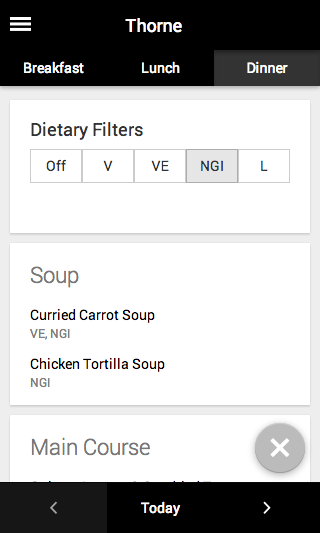 Thorne
Breakfast Lunch Dinner
Dietary Filters
Off V VE NGI L
Soup
Curried Carrot Soup
VE, NGI
Chicken Tortilla Soup
NGI
Main Course
Today